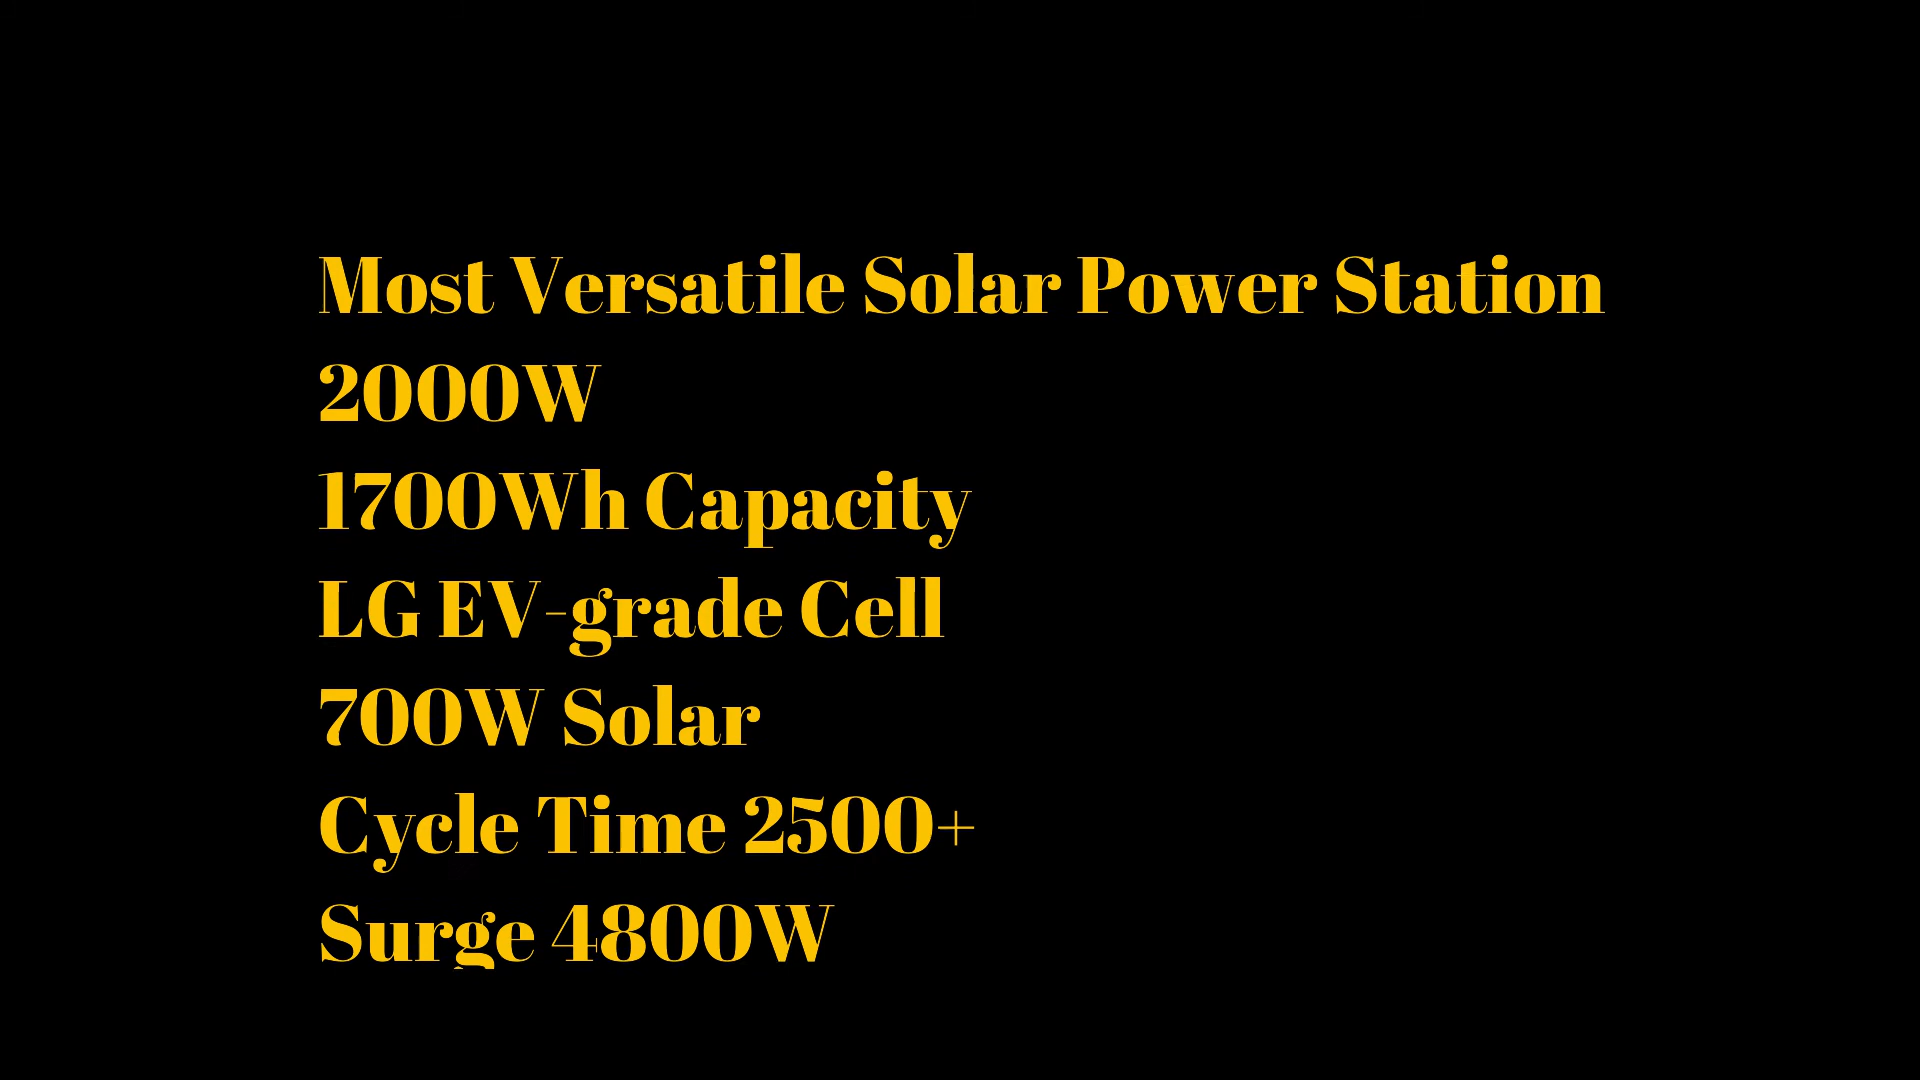 Most Versatile Solar Power Station
2000W
1700Wh Capacity
LG EV-grade Cell
700W Solar
Cycle Time 2500+
Surge 4800W